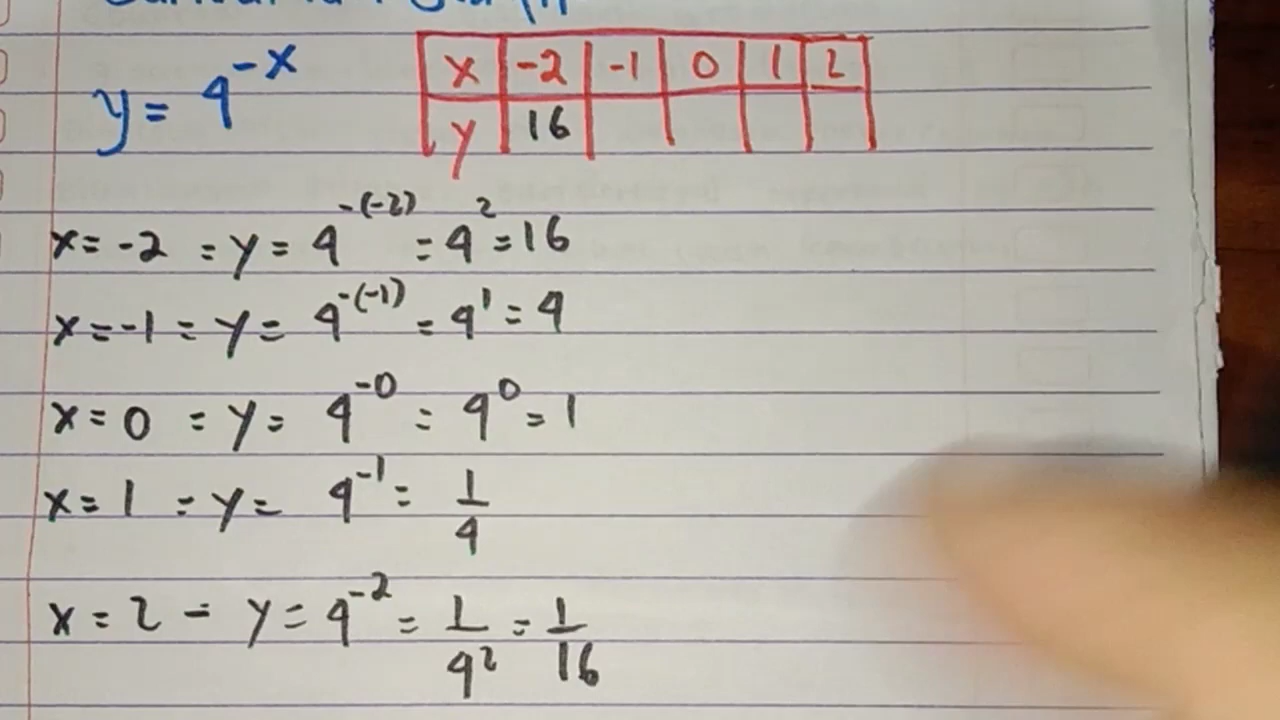 y = 4^-x
x | -2 | -1 | 0 | 1 | 2
y | 16
x = -2 = y = 4^-(-2) = 4^2 = 16
x = -1 = y = 4^-(-1) = 4^1 = 4
x = 0 = y = 4^-0 = 4^0 = 1
x = 1 = y = 4^-1 = 1/4
x = 2 - y = 4^-2 = 1/4^2 = 1/16